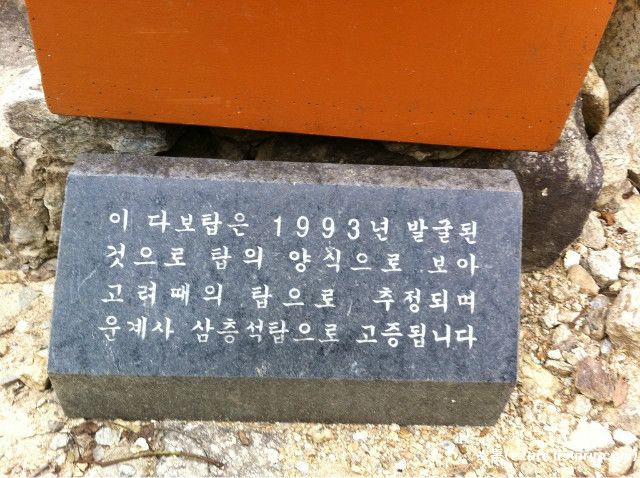 이 다보탑은 1993년 발굴된
것으로 탑의 양식으로 보아
고려때의 탑으로 추정되며
운계사 삼층석탑으로 고증됩니다